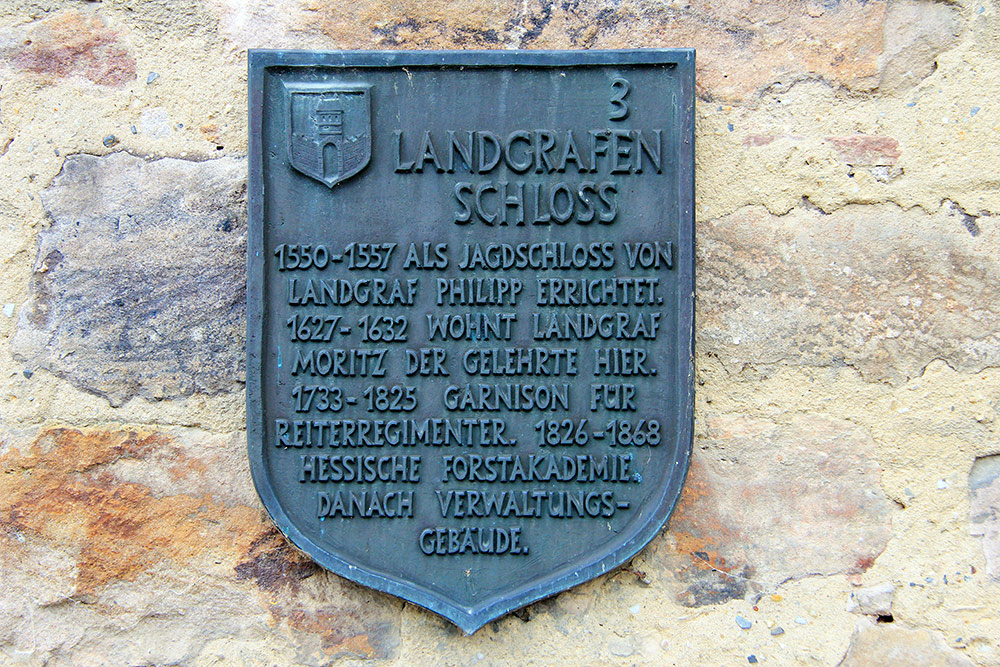 3
LANDGRAFEN
SCHLOSS
1550-1557 ALS JAGDSCHLOSS VON
LANDGRAF PHILIPP ERRICHTET.
1627-1632 WOHNT LANDGRAF
MORITZ DER GELEHRTE HIER.
1733-1825 GARNISON FÜR
REITERREGIMENTER. 1826-1868
HESSISCHE FORSTAKADEMIE.
DANACH VERWALTUNGS-
GEBÄUDE.